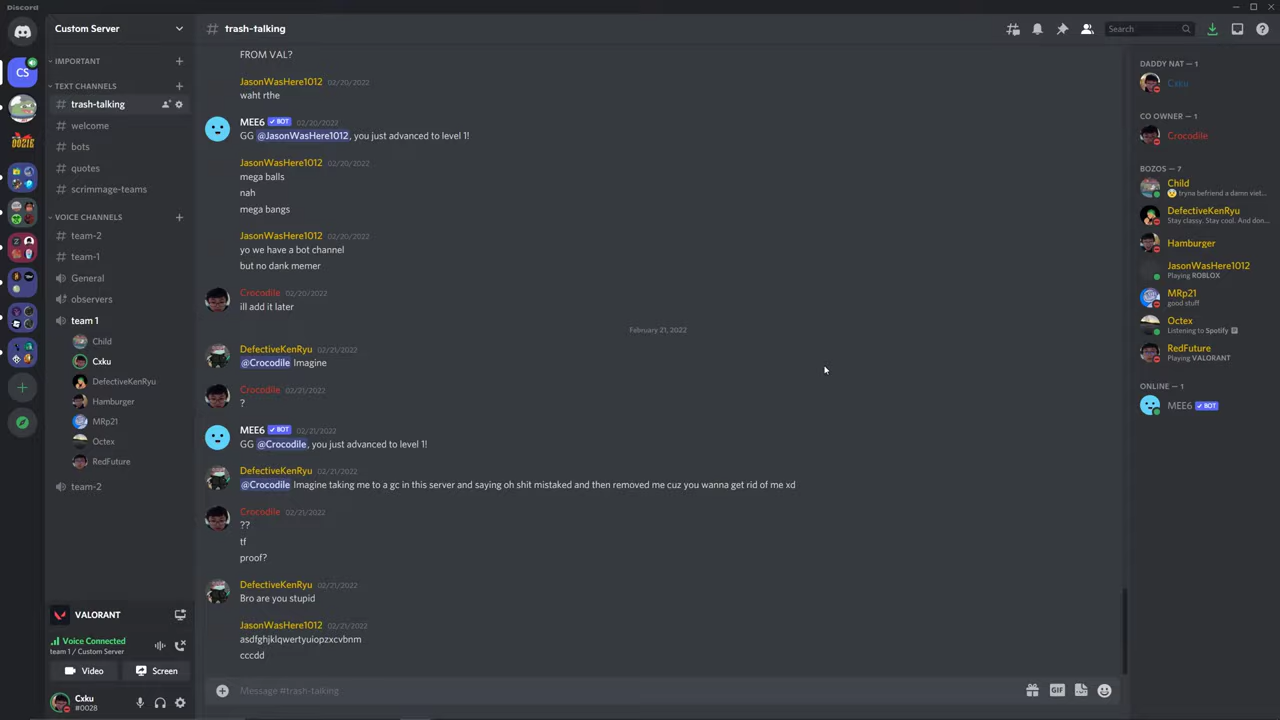 Discord
Custom Server
# trash-talking
Search
IMPORTANT
TEXT CHANNELS
# trash-talking
# welcome
# bots
# quotes
# scrimmage-teams
VOICE CHANNELS
team-2
team-1
General
observers
team 1
Child
Cxku
DefectiveKenRyu
Hamburger
MRp21
Octex
RedFuture
team-2
VALORANT
Voice Connected
team 1 / Custom Server
Video
Screen
Cxku
#0028
CS
DOZIE
FROM VAL?
JasonWasHere1012 02/20/2022
waht rthe
MEE6 ✔ BOT 02/20/2022
GG @JasonWasHere1012, you just advanced to level 1!
JasonWasHere1012 02/20/2022
mega balls
nah
mega bangs
JasonWasHere1012 02/20/2022
yo we have a bot channel
but no dank memer
Crocodile 02/20/2022
ill add it later
February 21, 2022
DefectiveKenRyu 02/21/2022
@Crocodile Imagine
Crocodile 02/21/2022
?
MEE6 ✔ BOT 02/21/2022
GG @Crocodile, you just advanced to level 1!
DefectiveKenRyu 02/21/2022
@Crocodile Imagine taking me to a gc in this server and saying oh shit mistaked and then removed me cuz you wanna get rid of me xd
Crocodile 02/21/2022
??
tf
proof?
DefectiveKenRyu 02/21/2022
Bro are you stupid
JasonWasHere1012 02/21/2022
asdfghjklqwertyuiopzxcvbnm
cccdd
Message #trash-talking
GIF
DADDY NAT — 1
Cxku
CO OWNER — 1
Crocodile
BOZOS — 7
Child
tryna befriend a damn viet...
DefectiveKenRyu
Stay classy. Stay cool. And don...
Hamburger
JasonWasHere1012
Playing ROBLOX
MRp21
good stuff
Octex
Listening to Spotify
RedFuture
Playing VALORANT
ONLINE — 1
MEE6 ✔ BOT